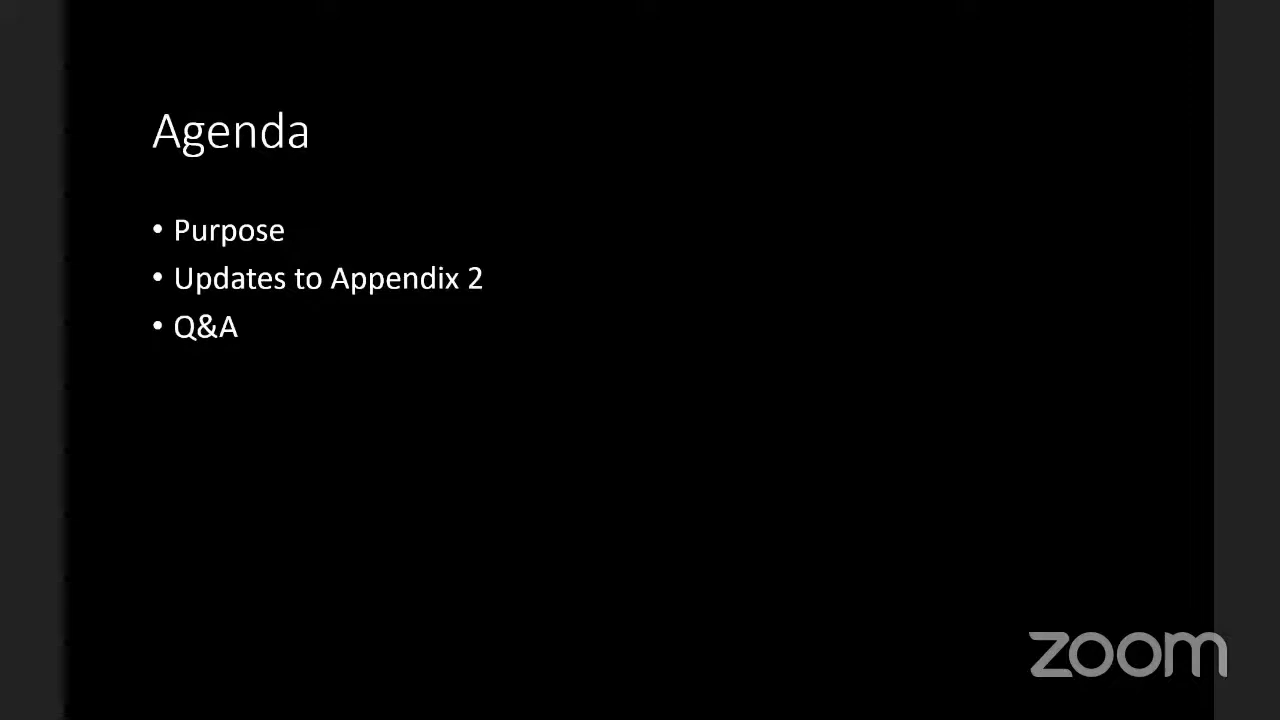 Agenda
• Purpose
• Updates to Appendix 2
• Q&A
zoom